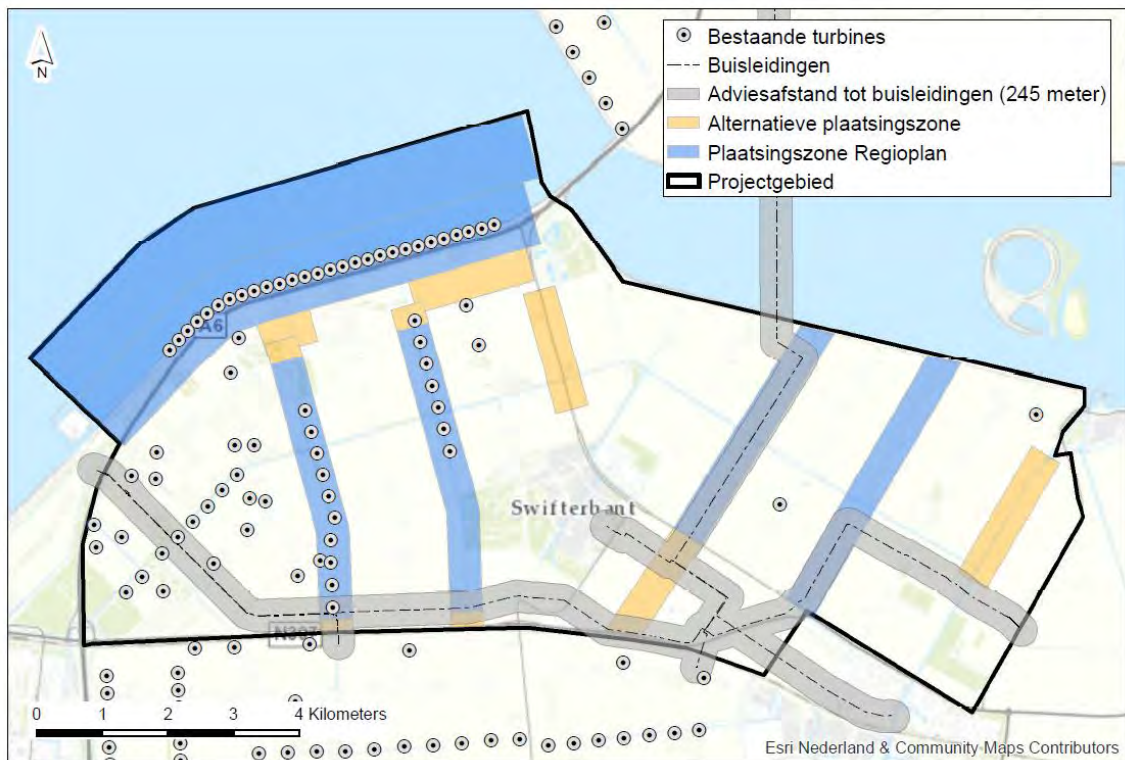 N
Bestaande turbines
Buisleidingen
Adviesafstand tot buisleidingen (245 meter)
Alternatieve plaatsingszone
Plaatsingszone Regioplan
Projectgebied
A6
Swifterbant
N307
0 1 2 3 4 Kilometers
Esri Nederland & Community Maps Contributors